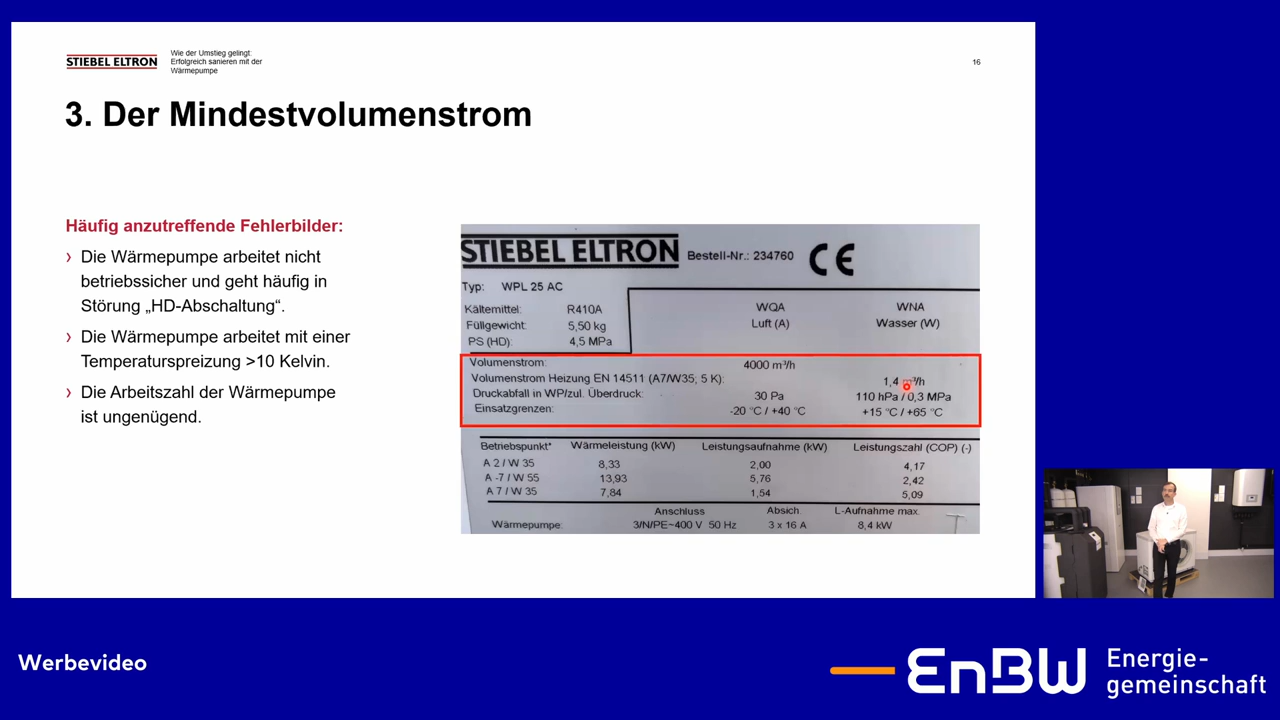 STIEBEL ELTRON
Wie der Umstieg gelingt:
Erfolgreich sanieren mit der
Wärmepumpe
16
3. Der Mindestvolumenstrom
Häufig anzutreffende Fehlerbilder:
› Die Wärmepumpe arbeitet nicht
betriebssicher und geht häufig in
Störung „HD-Abschaltung“.
› Die Wärmepumpe arbeitet mit einer
Temperaturspreizung >10 Kelvin.
› Die Arbeitszahl der Wärmepumpe
ist ungenügend.
STIEBEL ELTRON Bestell-Nr.: 234760 CE
Typ: WPL 25 AC
Kältemittel: R410A WQA WNA
Füllgewicht: 5,50 kg Luft (A) Wasser (W)
PS (HD): 4,5 MPa
Volumenstrom: 4000 m³/h
Volumenstrom Heizung EN 14511 (A7/W35; 5 K): 1,4 m³/h
Druckabfall in WP/zul. Überdruck: 30 Pa 110 hPa / 0,3 MPa
Einsatzgrenzen: -20 °C / +40 °C +15 °C / +65 °C
Betriebspunkt* Wärmeleistung (kW) Leistungsaufnahme (kW) Leistungszahl (COP) (-)
A 2 / W 35 8,33 2,00 4,17
A -7 / W 55 13,93 5,76 2,42
A 7 / W 35 7,84 1,54 5,09
Anschluss Absich. L-Aufnahme max.
Wärmepumpe: 3/N/PE~400 V 50 Hz 3 x 16 A 8,4 kW
Werbevideo
EnBW
Energie-
gemeinschaft